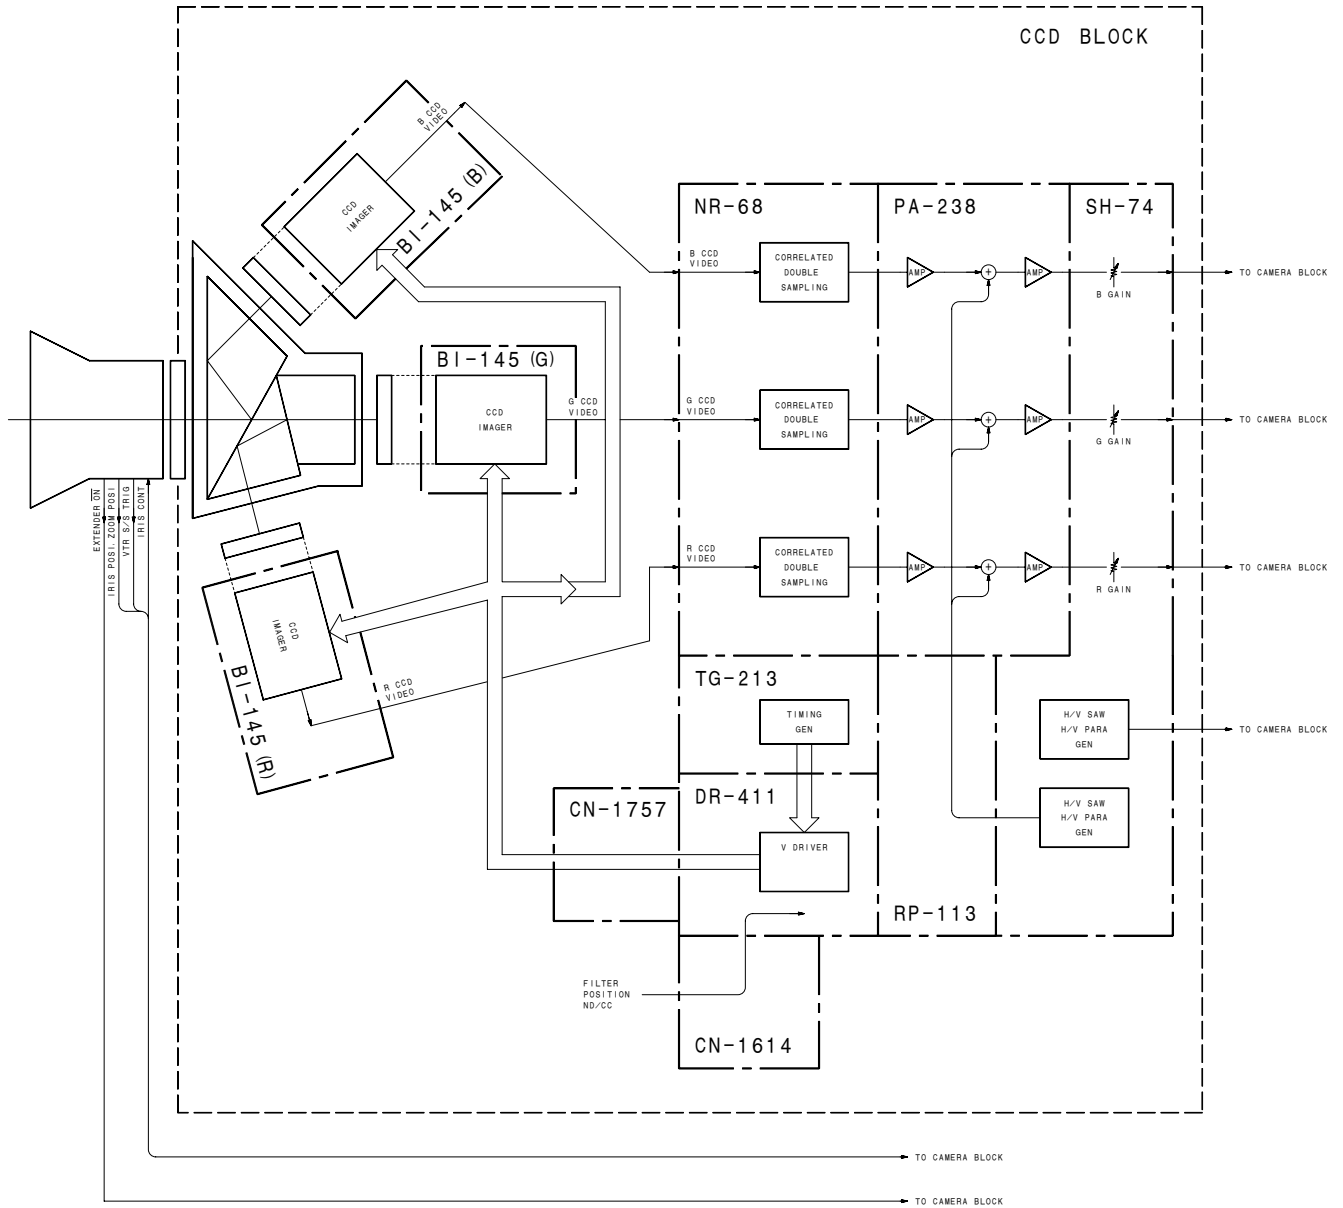 CCD BLOCK
B CCD
VIDEO
CCD
IMAGER
BI-145 (B)
NR-68
PA-238
SH-74
B CCD
VIDEO
CORRELATED
DOUBLE
SAMPLING
AMP
+
AMP
B GAIN
TO CAMERA BLOCK
BI-145 (G)
CCD
IMAGER
G CCD
VIDEO
G CCD
VIDEO
CORRELATED
DOUBLE
SAMPLING
AMP
+
AMP
G GAIN
TO CAMERA BLOCK
EXTENDER ON
IRIS POSI. ZOOM POSI
VTR S/S TRIG
IRIS CONT
R CCD
VIDEO
CORRELATED
DOUBLE
SAMPLING
AMP
+
AMP
R GAIN
TO CAMERA BLOCK
CCD
IMAGER
BI-145 (R)
R CCD
VIDEO
TG-213
TIMING
GEN
H/V SAW
H/V PARA
GEN
TO CAMERA BLOCK
CN-1757
DR-411
V DRIVER
H/V SAW
H/V PARA
GEN
RP-113
FILTER
POSITION
ND/CC
CN-1614
TO CAMERA BLOCK
TO CAMERA BLOCK